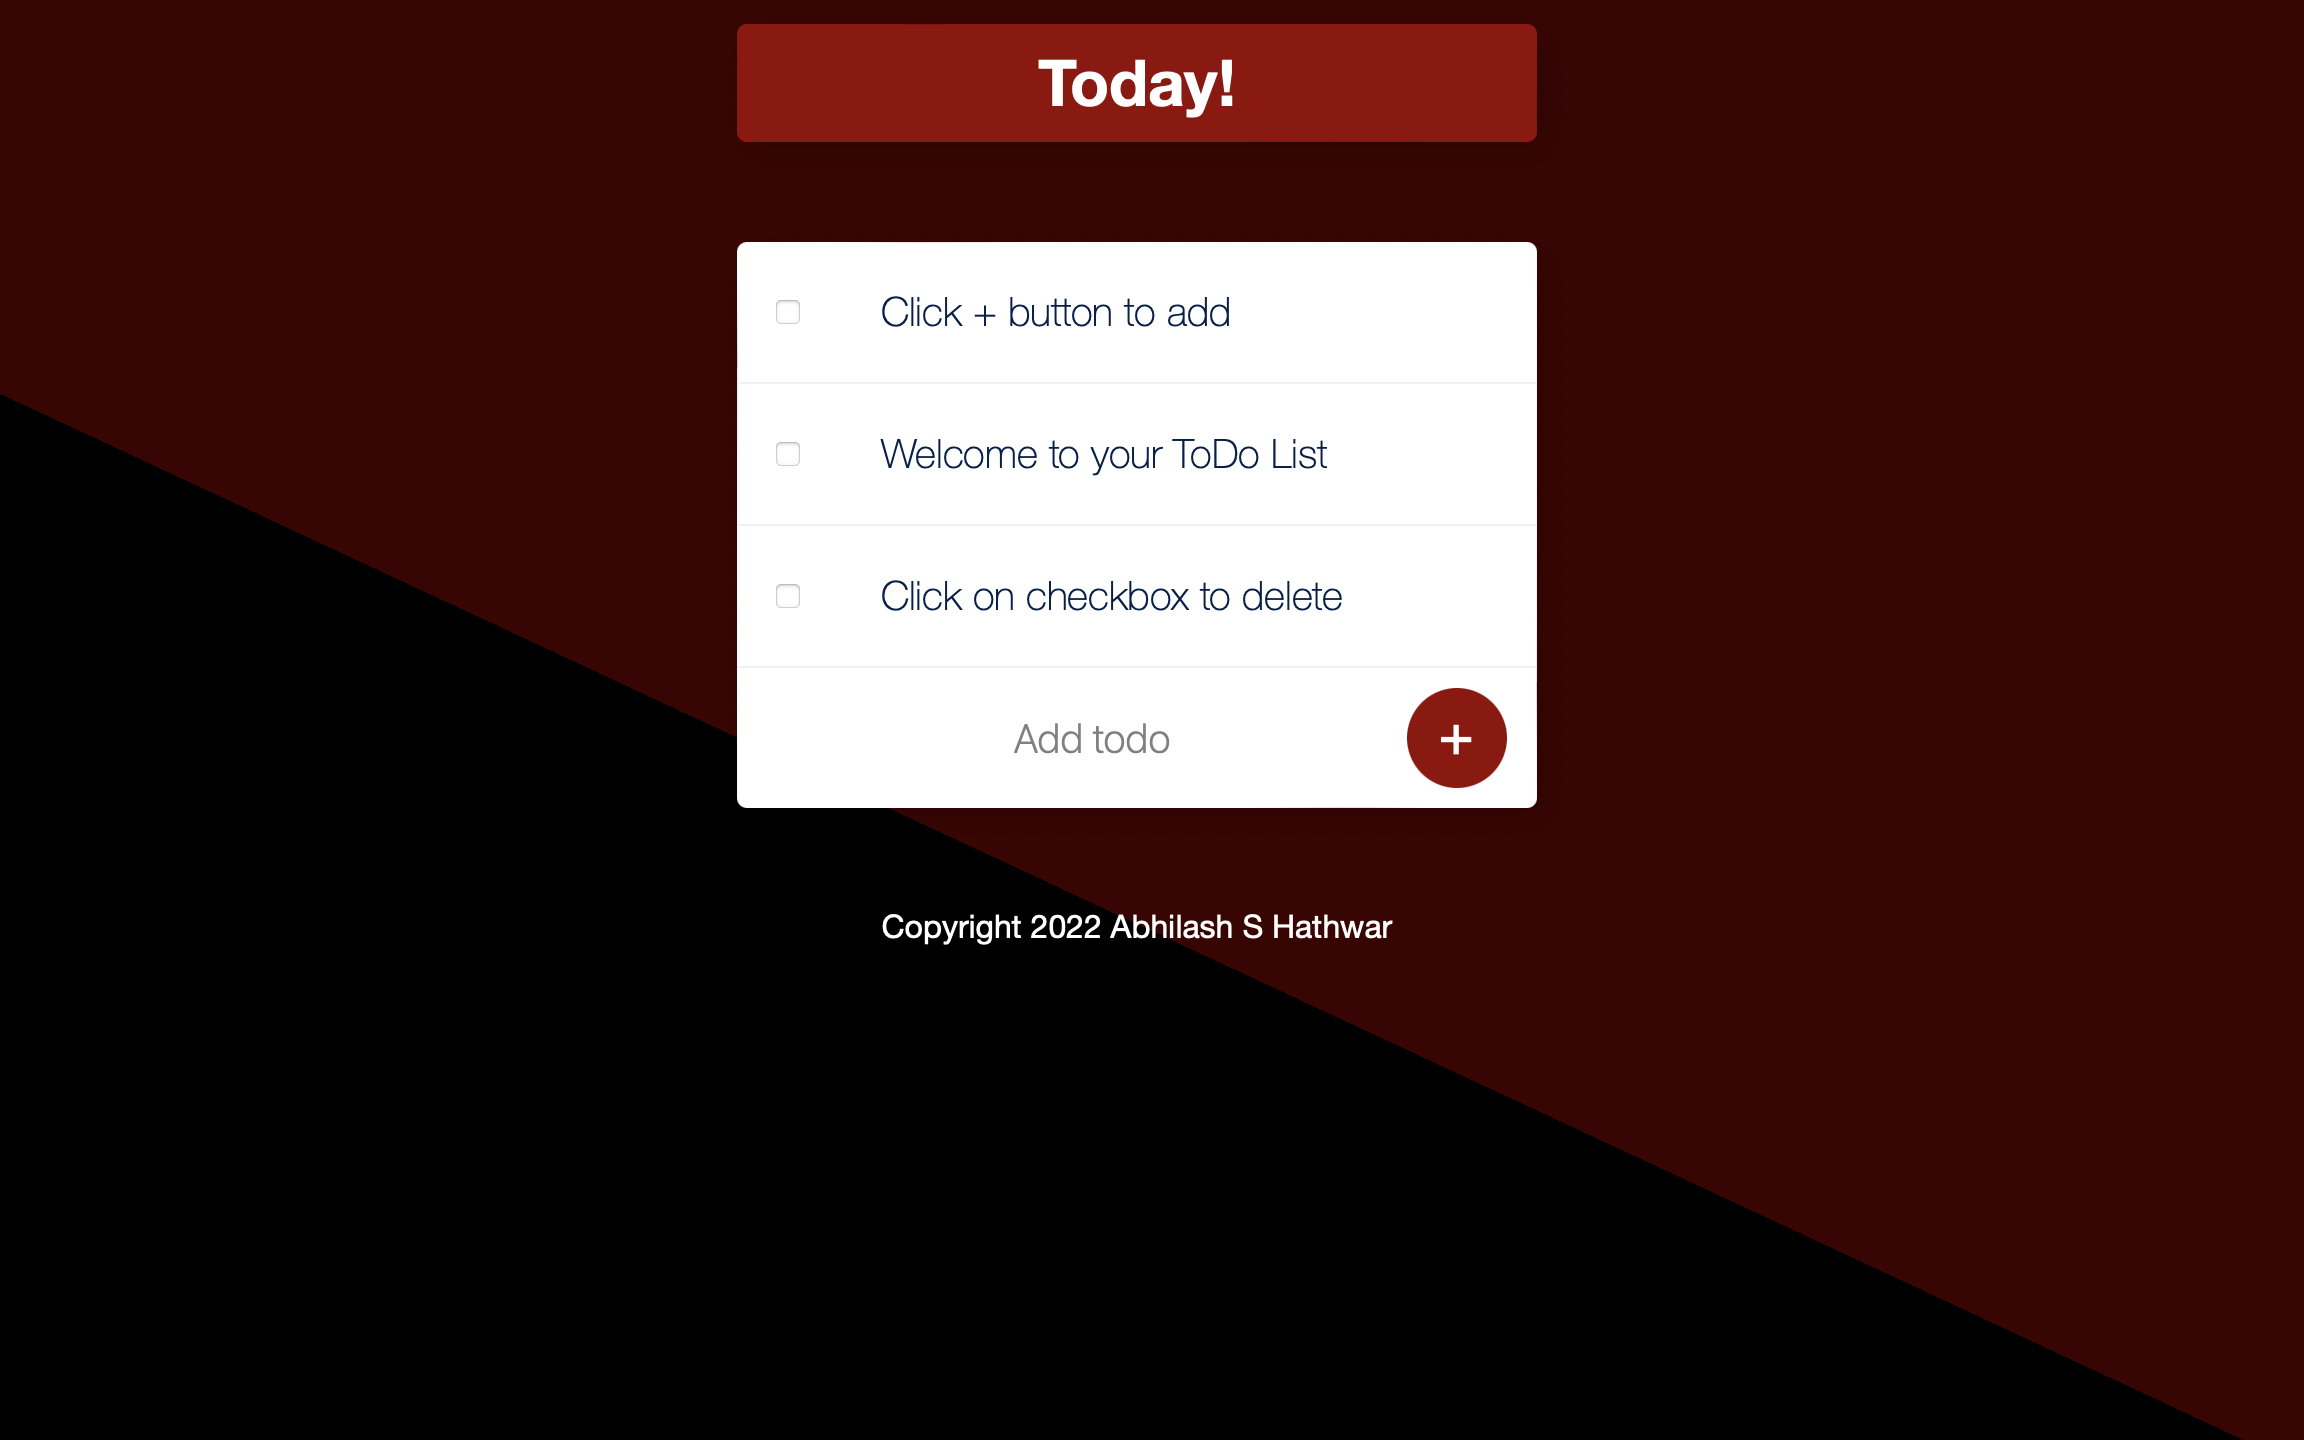 Today!
Click + button to add
Welcome to your ToDo List
Click on checkbox to delete
Add todo
+
Copyright 2022 Abhilash S Hathwar